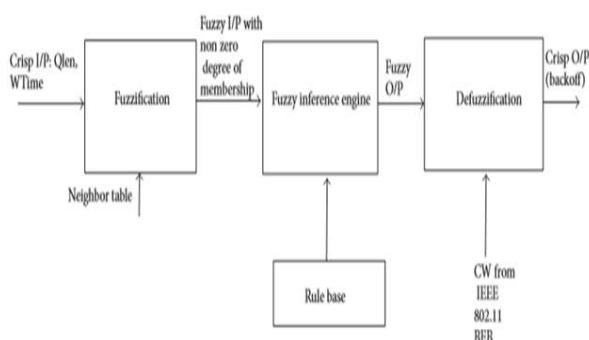 Crisp I/P: Qlen,
WTime
Fuzzification
Neighbor table
Fuzzy I/P with
non zero
degree of
membership
Fuzzy inference engine
Rule base
Fuzzy
O/P
Defuzzification
CW from
IEEE
802.11
Crisp O/P
(backoff)